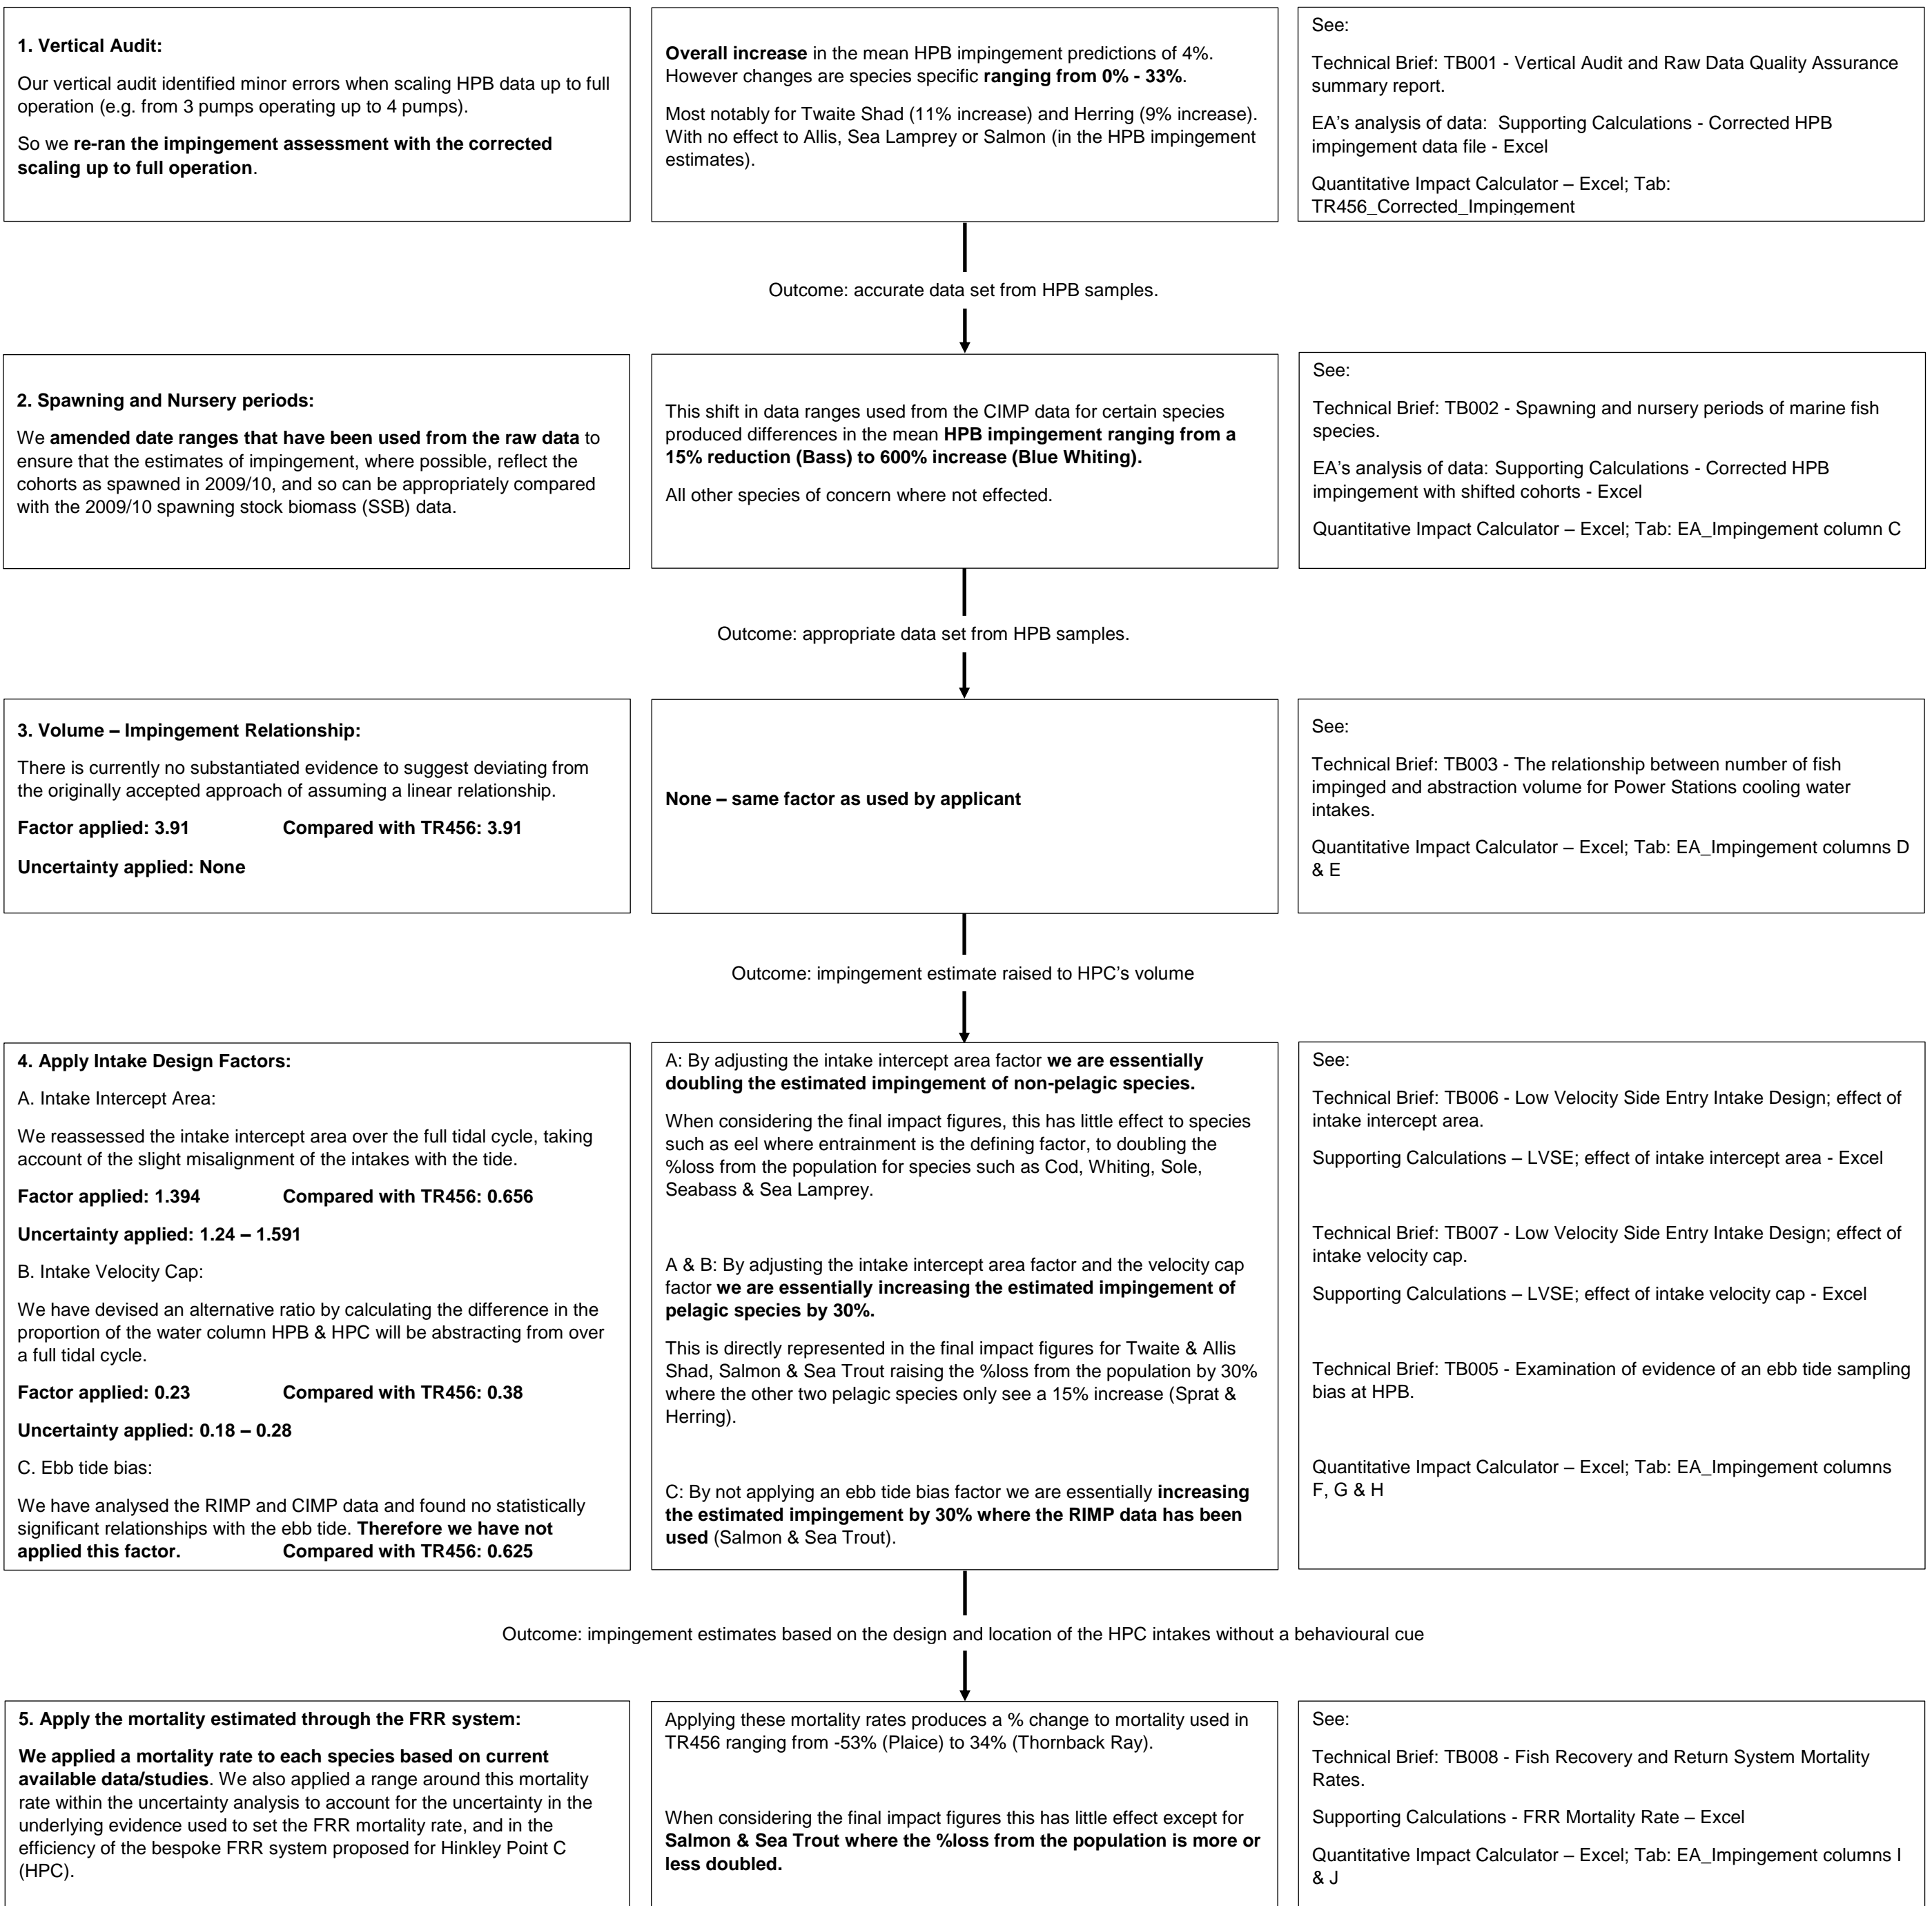 1. Vertical Audit:
Our vertical audit identified minor errors when scaling HPB data up to full
operation (e.g. from 3 pumps operating up to 4 pumps).
So we re-ran the impingement assessment with the corrected
scaling up to full operation.
Overall increase in the mean HPB impingement predictions of 4%.
However changes are species specific ranging from 0% - 33%.
Most notably for Twaite Shad (11% increase) and Herring (9% increase).
With no effect to Allis, Sea Lamprey or Salmon (in the HPB impingement
estimates).
See:
Technical Brief: TB001 - Vertical Audit and Raw Data Quality Assurance
summary report.
EA's analysis of data:  Supporting Calculations - Corrected HPB
impingement data file - Excel
Quantitative Impact Calculator – Excel; Tab:
TR456_Corrected_Impingement
Outcome: accurate data set from HPB samples.
2. Spawning and Nursery periods:
We amended date ranges that have been used from the raw data to
ensure that the estimates of impingement, where possible, reflect the
cohorts as spawned in 2009/10, and so can be appropriately compared
with the 2009/10 spawning stock biomass (SSB) data.
This shift in data ranges used from the CIMP data for certain species
produced differences in the mean HPB impingement ranging from a
15% reduction (Bass) to 600% increase (Blue Whiting).
All other species of concern where not effected.
See:
Technical Brief: TB002 - Spawning and nursery periods of marine fish
species.
EA's analysis of data: Supporting Calculations - Corrected HPB
impingement with shifted cohorts - Excel
Quantitative Impact Calculator – Excel; Tab: EA_Impingement column C
Outcome: appropriate data set from HPB samples.
3. Volume – Impingement Relationship:
There is currently no substantiated evidence to suggest deviating from
the originally accepted approach of assuming a linear relationship.
Factor applied: 3.91 Compared with TR456: 3.91
Uncertainty applied: None
None – same factor as used by applicant
See:
Technical Brief: TB003 - The relationship between number of fish
impinged and abstraction volume for Power Stations cooling water
intakes.
Quantitative Impact Calculator – Excel; Tab: EA_Impingement columns D
& E
Outcome: impingement estimate raised to HPC's volume
4. Apply Intake Design Factors:
A. Intake Intercept Area:
We reassessed the intake intercept area over the full tidal cycle, taking
account of the slight misalignment of the intakes with the tide.
Factor applied: 1.394 Compared with TR456: 0.656
Uncertainty applied: 1.24 – 1.591
B. Intake Velocity Cap:
We have devised an alternative ratio by calculating the difference in the
proportion of the water column HPB & HPC will be abstracting from over
a full tidal cycle.
Factor applied: 0.23 Compared with TR456: 0.38
Uncertainty applied: 0.18 – 0.28
C. Ebb tide bias:
We have analysed the RIMP and CIMP data and found no statistically
significant relationships with the ebb tide. Therefore we have not
applied this factor. Compared with TR456: 0.625
A: By adjusting the intake intercept area factor we are essentially
doubling the estimated impingement of non-pelagic species.
When considering the final impact figures, this has little effect to species
such as eel where entrainment is the defining factor, to doubling the
%loss from the population for species such as Cod, Whiting, Sole,
Seabass & Sea Lamprey.
A & B: By adjusting the intake intercept area factor and the velocity cap
factor we are essentially increasing the estimated impingement of
pelagic species by 30%.
This is directly represented in the final impact figures for Twaite & Allis
Shad, Salmon & Sea Trout raising the %loss from the population by 30%
where the other two pelagic species only see a 15% increase (Sprat &
Herring).
C: By not applying an ebb tide bias factor we are essentially increasing
the estimated impingement by 30% where the RIMP data has been
used (Salmon & Sea Trout).
See:
Technical Brief: TB006 - Low Velocity Side Entry Intake Design; effect of
intake intercept area.
Supporting Calculations – LVSE; effect of intake intercept area - Excel
Technical Brief: TB007 - Low Velocity Side Entry Intake Design; effect of
intake velocity cap.
Supporting Calculations – LVSE; effect of intake velocity cap - Excel
Technical Brief: TB005 - Examination of evidence of an ebb tide sampling
bias at HPB.
Quantitative Impact Calculator – Excel; Tab: EA_Impingement columns
F, G & H
Outcome: impingement estimates based on the design and location of the HPC intakes without a behavioural cue
5. Apply the mortality estimated through the FRR system:
We applied a mortality rate to each species based on current
available data/studies. We also applied a range around this mortality
rate within the uncertainty analysis to account for the uncertainty in the
underlying evidence used to set the FRR mortality rate, and in the
efficiency of the bespoke FRR system proposed for Hinkley Point C
(HPC).
Applying these mortality rates produces a % change to mortality used in
TR456 ranging from -53% (Plaice) to 34% (Thornback Ray).
When considering the final impact figures this has little effect except for
Salmon & Sea Trout where the %loss from the population is more or
less doubled.
See:
Technical Brief: TB008 - Fish Recovery and Return System Mortality
Rates.
Supporting Calculations - FRR Mortality Rate – Excel
Quantitative Impact Calculator – Excel; Tab: EA_Impingement columns I
& J